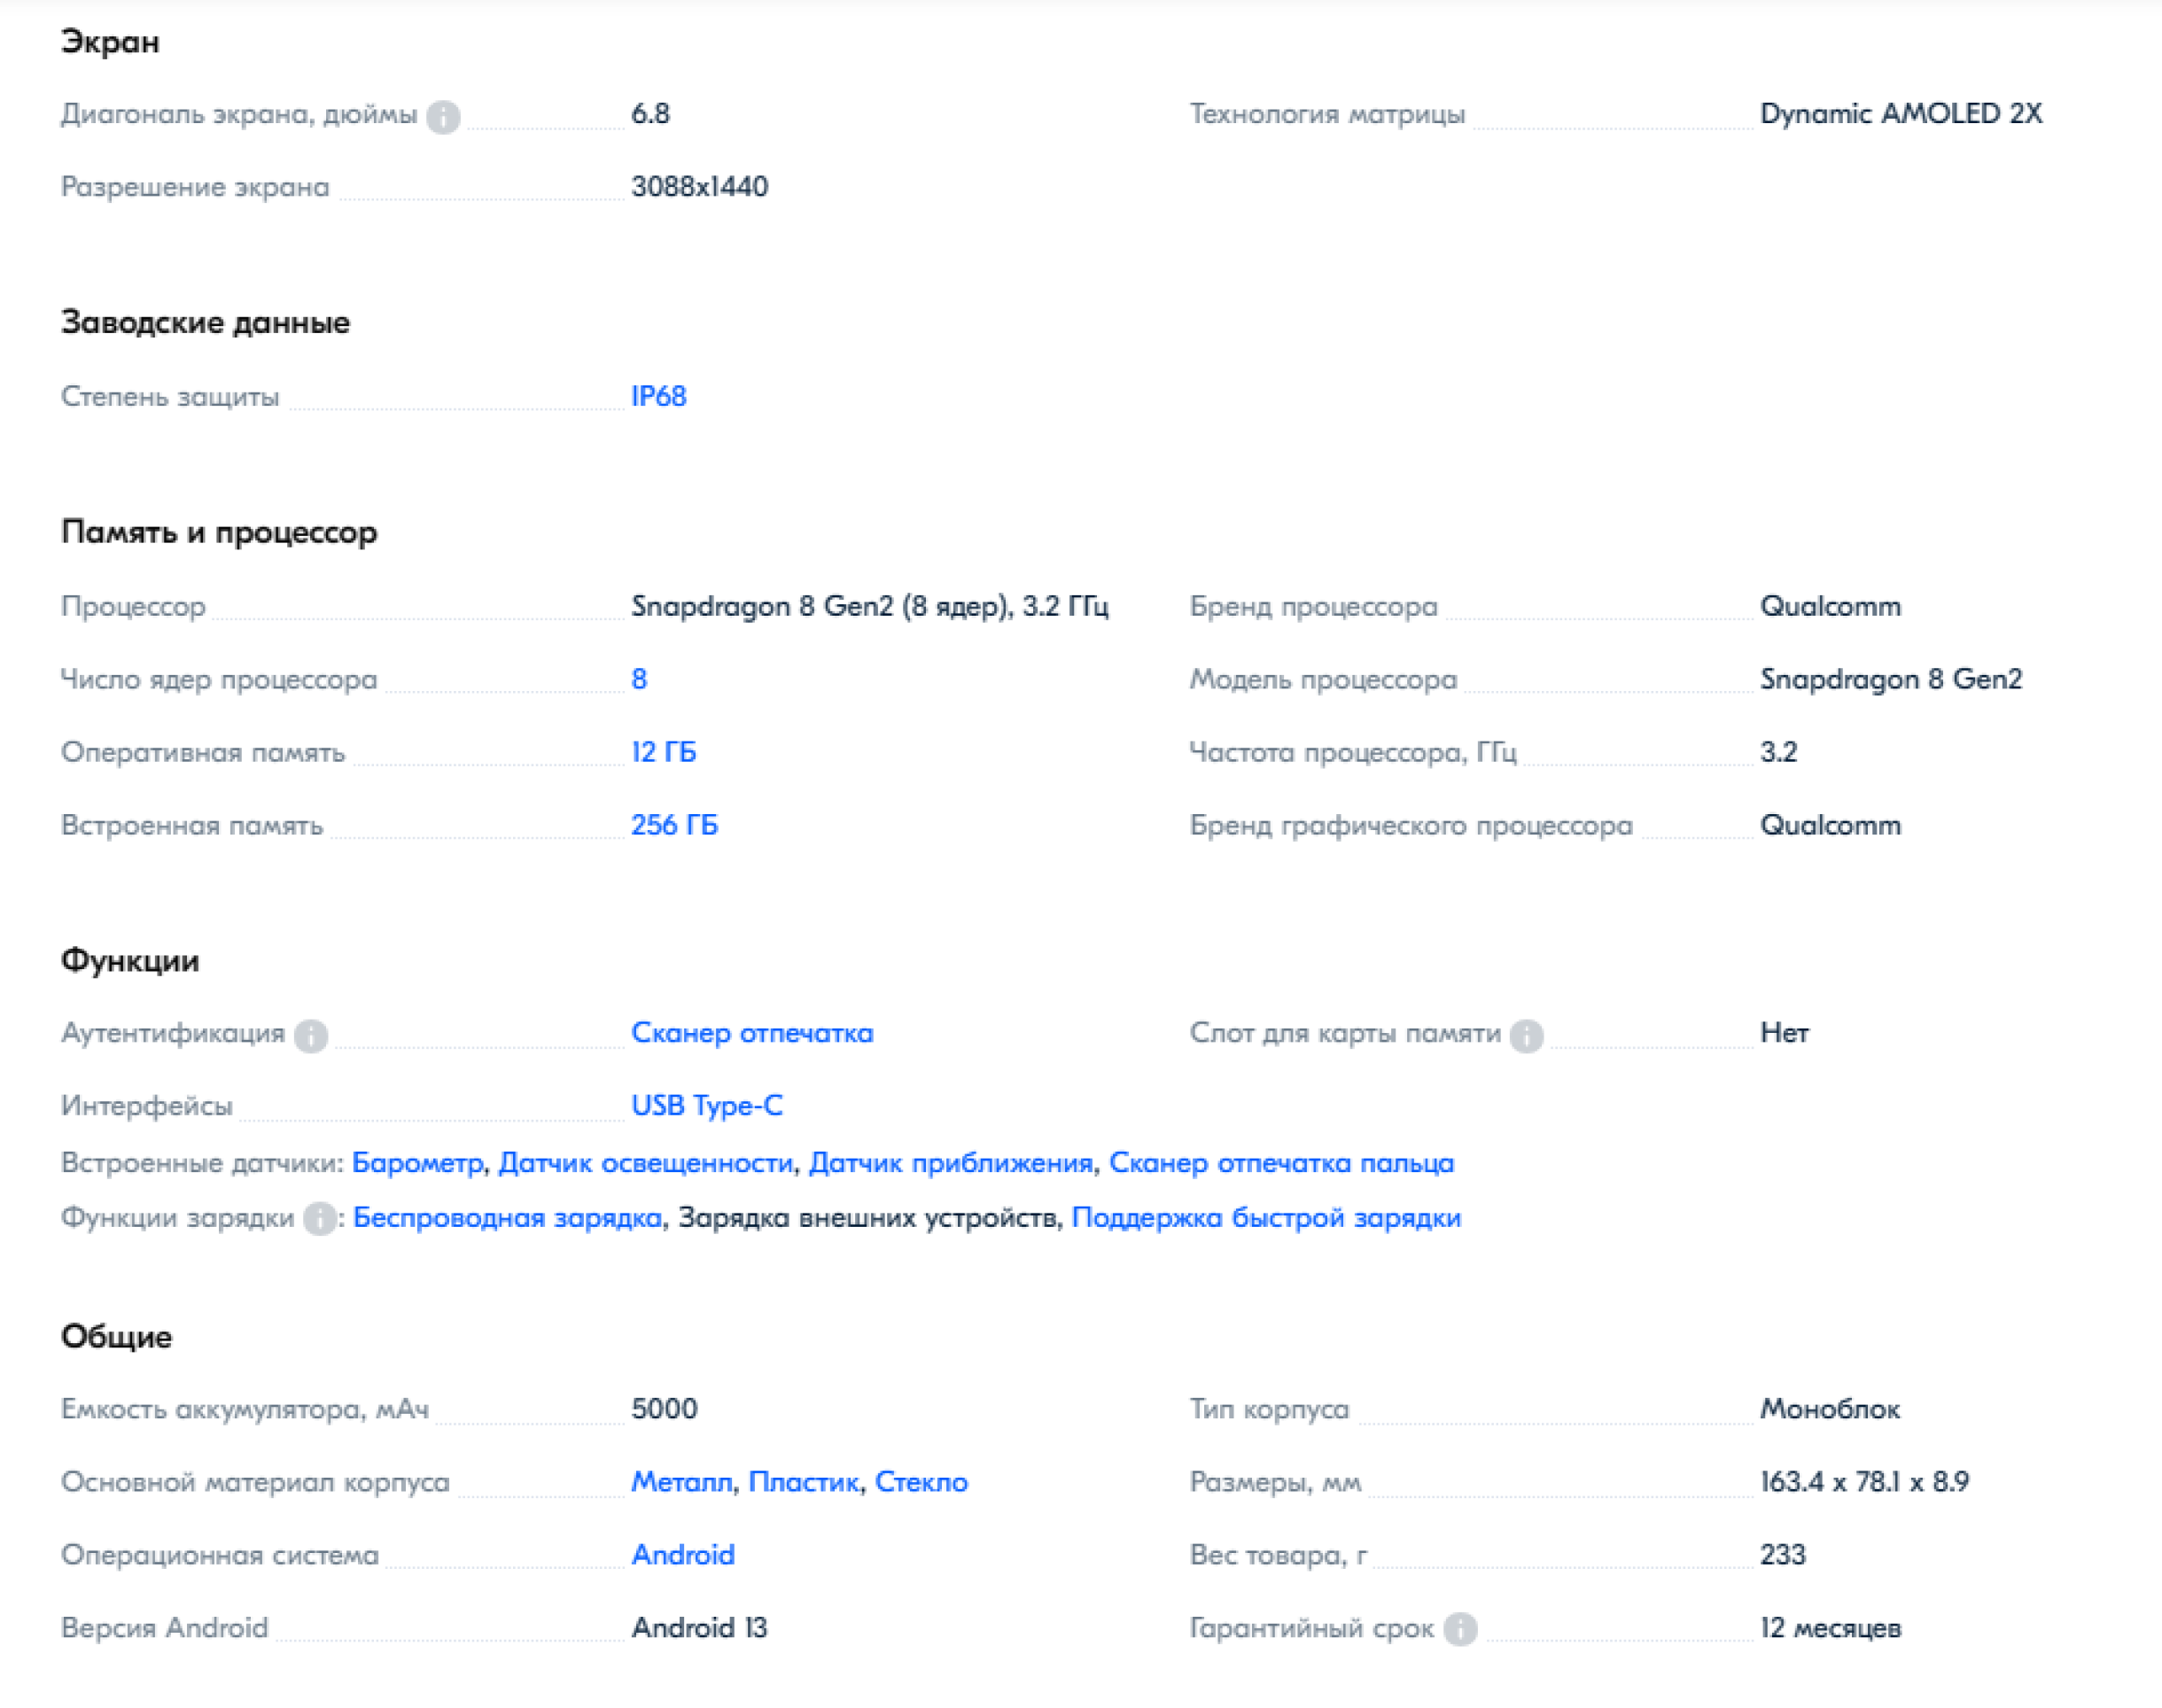 Экран
Диагональ экрана, дюймы 6.8 Технология матрицы Dynamic AMOLED 2X
Разрешение экрана 3088x1440
Заводские данные
Степень защиты IP68
Память и процессор
Процессор Snapdragon 8 Gen2 (8 ядер), 3.2 ГГц Бренд процессора Qualcomm
Число ядер процессора 8 Модель процессора Snapdragon 8 Gen2
Оперативная память 12 ГБ Частота процессора, ГГц 3.2
Встроенная память 256 ГБ Бренд графического процессора Qualcomm
Функции
Аутентификация Сканер отпечатка Слот для карты памяти Нет
Интерфейсы USB Type-C
Встроенные датчики: Барометр, Датчик освещенности, Датчик приближения, Сканер отпечатка пальца
Функции зарядки : Беспроводная зарядка, Зарядка внешних устройств, Поддержка быстрой зарядки
Общие
Емкость аккумулятора, мАч 5000 Тип корпуса Моноблок
Основной материал корпуса Металл, Пластик, Стекло Размеры, мм 163.4 x 78.1 x 8.9
Операционная система Android Вес товара, г 233
Версия Android Android 13 Гарантийный срок 12 месяцев